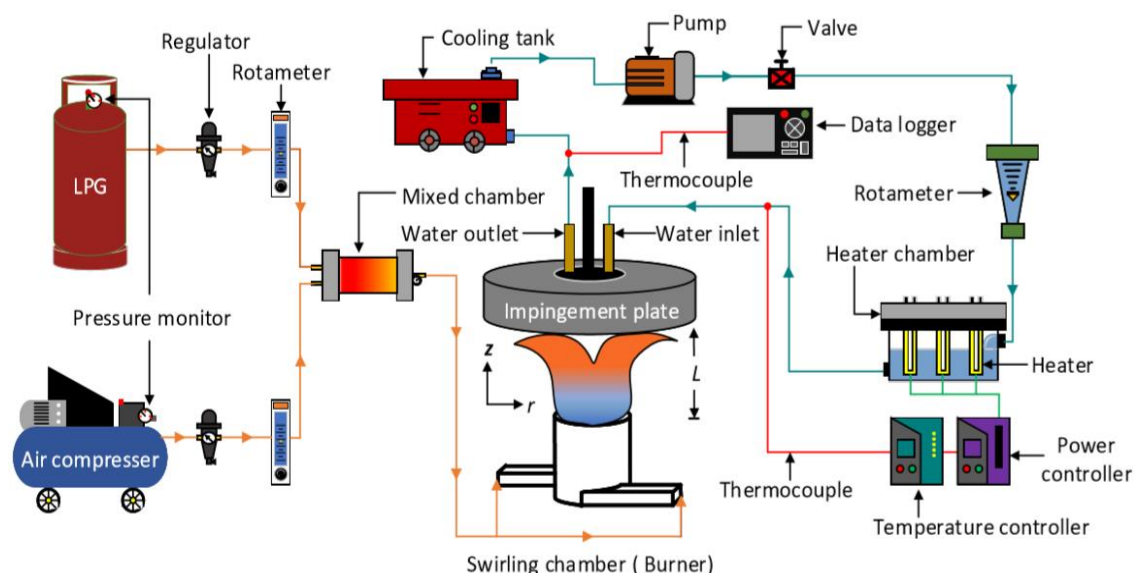 Regulator
Rotameter
LPG
Cooling tank
Pump
Valve
Data logger
Thermocouple
Rotameter
Mixed chamber
Water outlet
Water inlet
Heater chamber
Impingement plate
Pressure monitor
z
r
L
Heater
Air compresser
Power
controller
Thermocouple
Temperature controller
Swirling chamber ( Burner)